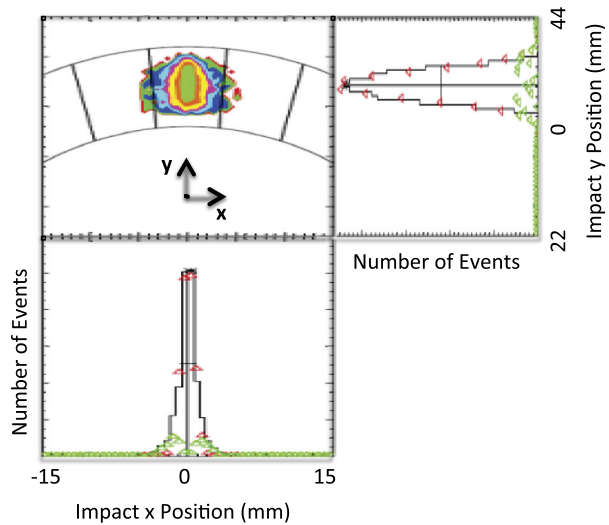 y
x
44
0
22
Impact y Position (mm)
Number of Events
Number of Events
-15
0
15
Impact x Position (mm)